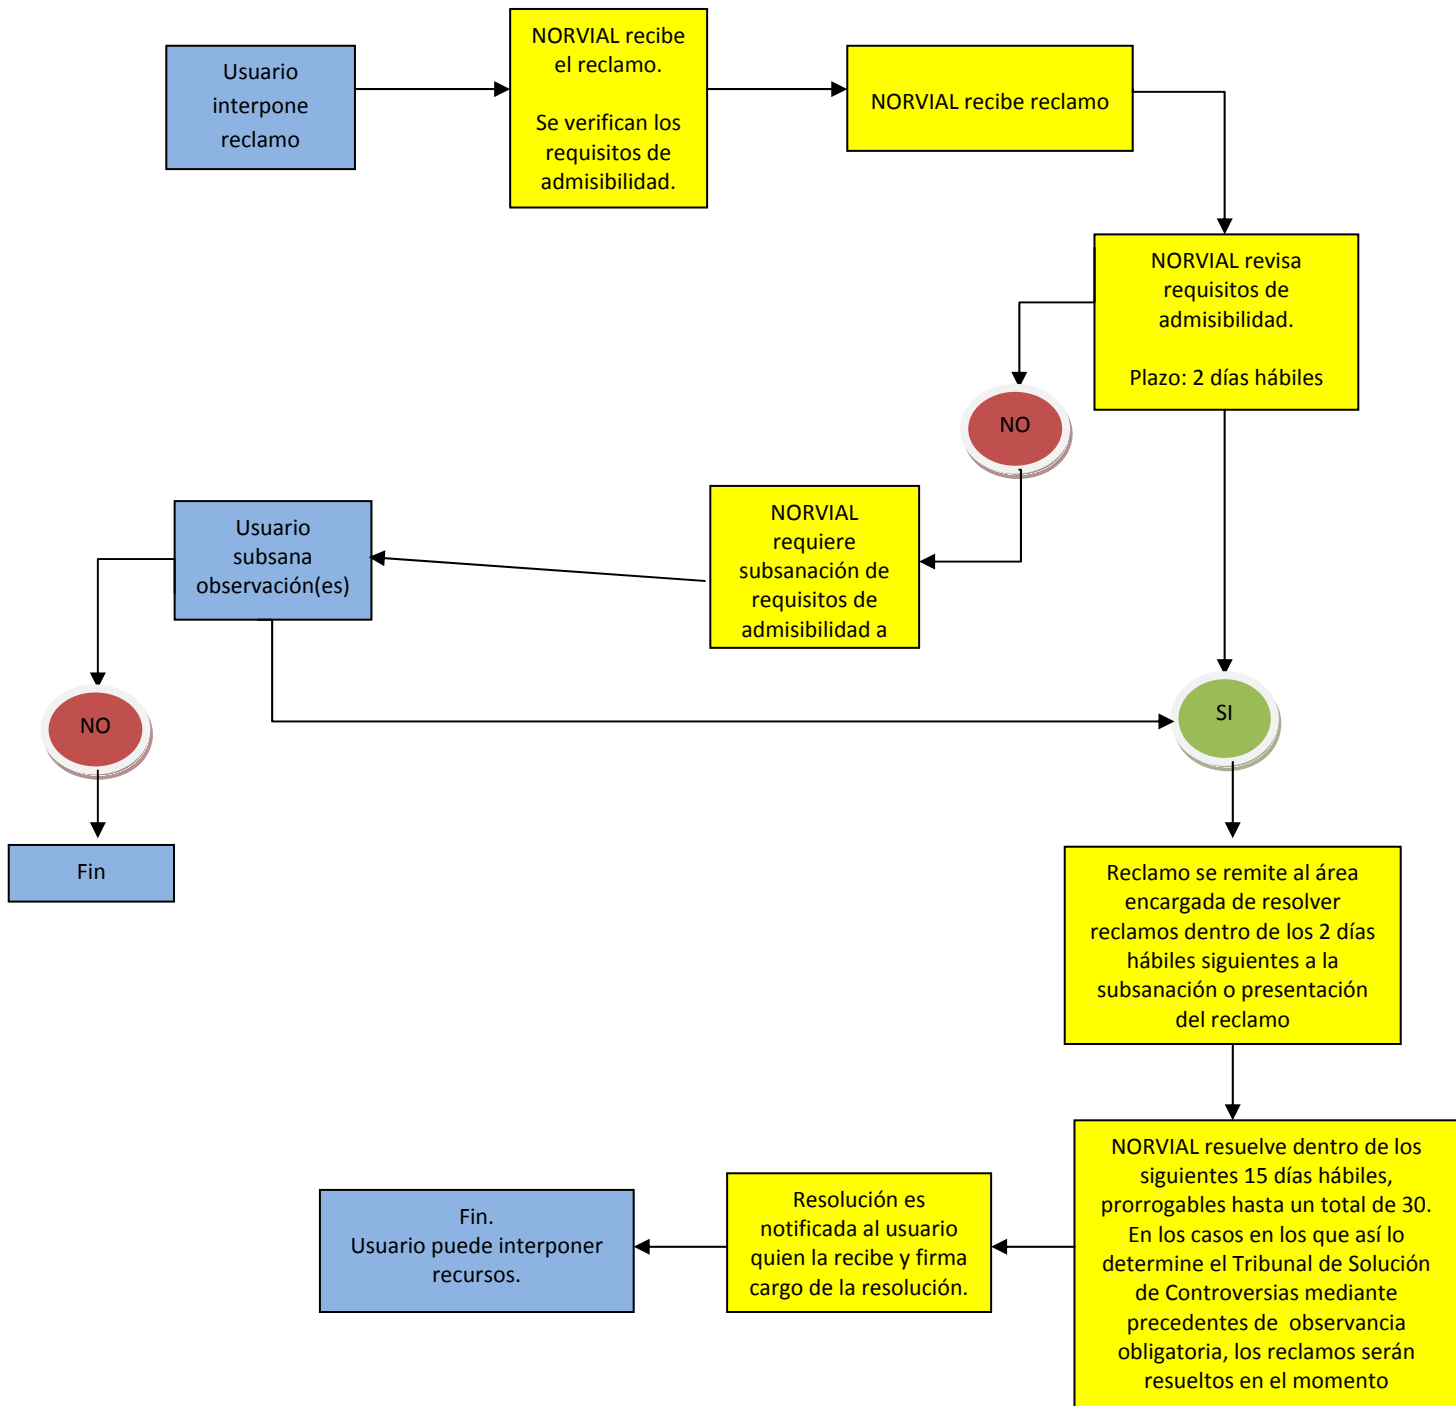 Usuario
interpone
reclamo
NORVIAL recibe
el reclamo.
Se verifican los
requisitos de
admisibilidad.
NORVIAL recibe reclamo
NORVIAL revisa
requisitos de
admisibilidad.
Plazo: 2 días hábiles
NO
NORVIAL
requiere
subsanación de
requisitos de
admisibilidad a
Usuario
subsana
observación(es)
NO
Fin
SI
Reclamo se remite al área
encargada de resolver
reclamos dentro de los 2 días
hábiles siguientes a la
subsanación o presentación
del reclamo
NORVIAL resuelve dentro de los
siguientes 15 días hábiles,
prorrogables hasta un total de 30.
En los casos en los que así lo
determine el Tribunal de Solución
de Controversias mediante
precedentes de observancia
obligatoria, los reclamos serán
resueltos en el momento
Resolución es
notificada al usuario
quien la recibe y firma
cargo de la resolución.
Fin.
Usuario puede interponer
recursos.